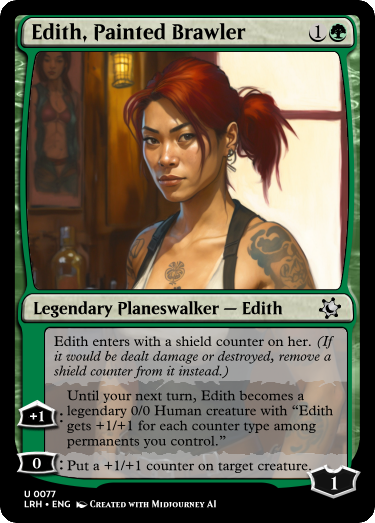 Edith, Painted Brawler 1
Legendary Planeswalker — Edith
Edith enters with a shield counter on her. (If
it would be dealt damage or destroyed, remove a
shield counter from it instead.)
Until your next turn, Edith becomes a
legendary 0/0 Human creature with “Edith
+1: gets +1/+1 for each counter type among
permanents you control.”
0: Put a +1/+1 counter on target creature.
1
U 0077
LRH • ENG Created with Midjourney AI